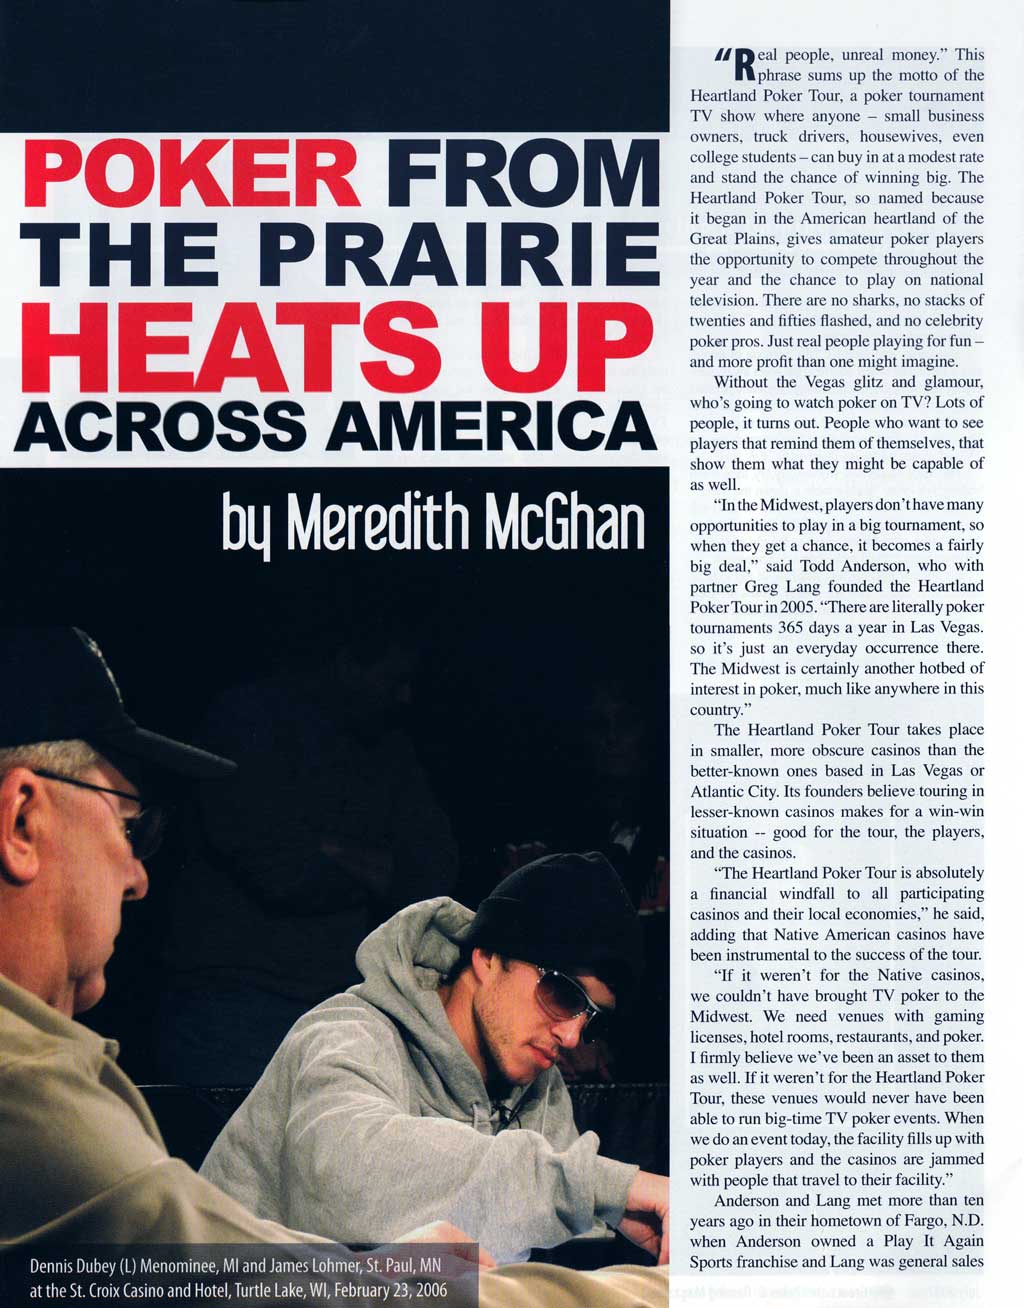 POKER FROM
THE PRAIRIE
HEATS UP
ACROSS AMERICA
by Meredith McGhan
Dennis Dubey (L) Menominee, MI and James Lohmer, St. Paul, MN
at the St. Croix Casino and Hotel, Turtle Lake, WI, February 23, 2006
“Real people, unreal money.” This
phrase sums up the motto of the
Heartland Poker Tour, a poker tournament
TV show where anyone – small business
owners, truck drivers, housewives, even
college students – can buy in at a modest rate
and stand the chance of winning big. The
Heartland Poker Tour, so named because
it began in the American heartland of the
Great Plains, gives amateur poker players
the opportunity to compete throughout the
year and the chance to play on national
television. There are no sharks, no stacks of
twenties and fifties flashed, and no celebrity
poker pros. Just real people playing for fun –
and more profit than one might imagine.
Without the Vegas glitz and glamour,
who’s going to watch poker on TV? Lots of
people, it turns out. People who want to see
players that remind them of themselves, that
show them what they might be capable of
as well.
“In the Midwest, players don’t have many
opportunities to play in a big tournament, so
when they get a chance, it becomes a fairly
big deal,” said Todd Anderson, who with
partner Greg Lang founded the Heartland
Poker Tour in 2005. “There are literally poker
tournaments 365 days a year in Las Vegas.
so it’s just an everyday occurrence there.
The Midwest is certainly another hotbed of
interest in poker, much like anywhere in this
country.”
The Heartland Poker Tour takes place
in smaller, more obscure casinos than the
better-known ones based in Las Vegas or
Atlantic City. Its founders believe touring in
lesser-known casinos makes for a win-win
situation -- good for the tour, the players,
and the casinos.
“The Heartland Poker Tour is absolutely
a financial windfall to all participating
casinos and their local economies,” he said,
adding that Native American casinos have
been instrumental to the success of the tour.
“If it weren’t for the Native casinos,
we couldn’t have brought TV poker to the
Midwest. We need venues with gaming
licenses, hotel rooms, restaurants, and poker.
I firmly believe we’ve been an asset to them
as well. If it weren’t for the Heartland Poker
Tour, these venues would never have been
able to run big-time TV poker events. When
we do an event today, the facility fills up with
poker players and the casinos are jammed
with people that travel to their facility.”
Anderson and Lang met more than ten
years ago in their hometown of Fargo, N.D.
when Anderson owned a Play It Again
Sports franchise and Lang was general sales